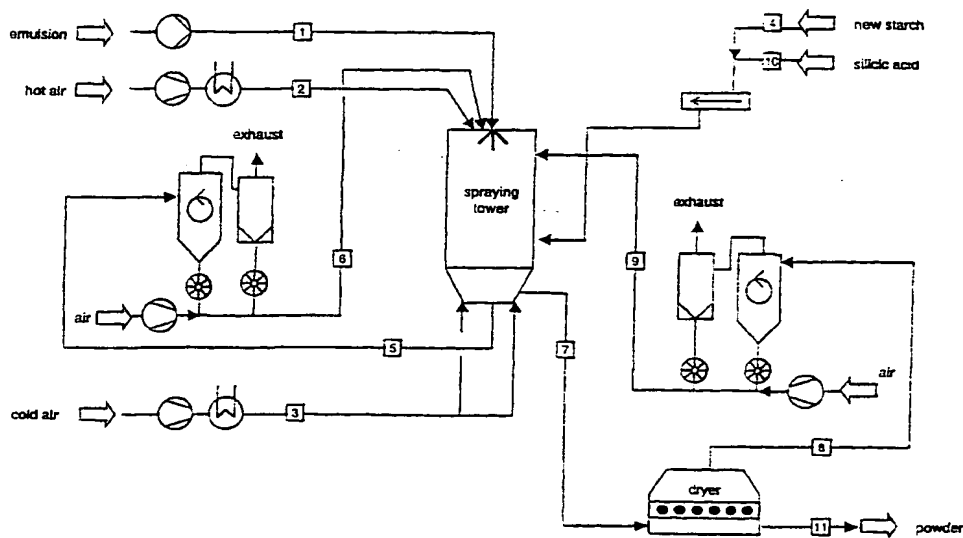 emulsion
1
4
new starch
hot air
2
10
silicic acid
exhaust
spraying
tower
exhaust
6
9
air
5
7
air
cold air
3
8
dryer
11
powder